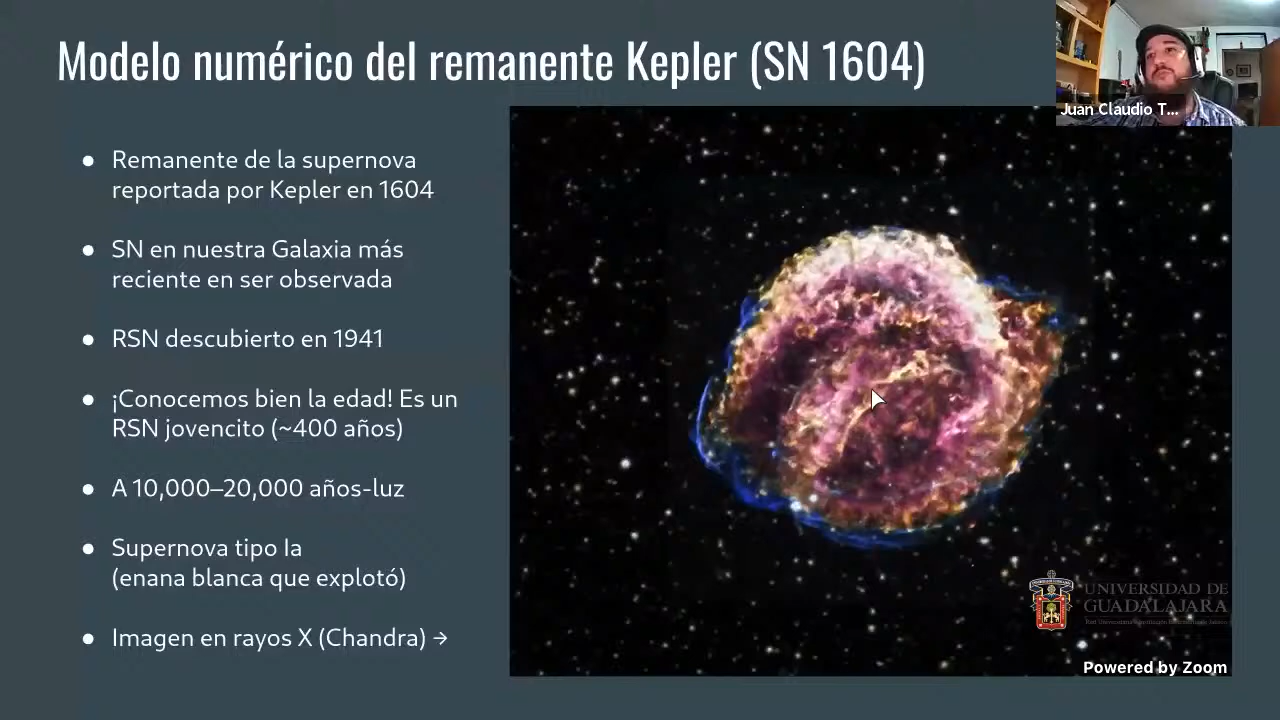 Modelo numérico del remanente Kepler (SN 1604)
Juan Claudio T...
● Remanente de la supernova
reportada por Kepler en 1604
● SN en nuestra Galaxia más
reciente en ser observada
● RSN descubierto en 1941
● ¡Conocemos bien la edad! Es un
RSN jovencito (~400 años)
● A 10,000–20,000 años-luz
● Supernova tipo Ia
(enana blanca que explotó)
● Imagen en rayos X (Chandra) →
UNIVERSIDAD DE
GUADALAJARA
Powered by Zoom